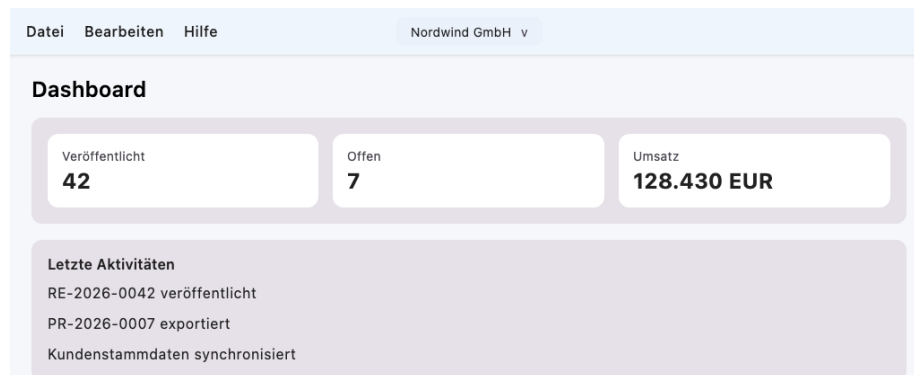 Datei Bearbeiten Hilfe Nordwind GmbH v
Dashboard
Veröffentlicht Offen Umsatz
42 7 128.430 EUR
Letzte Aktivitäten
RE-2026-0042 veröffentlicht
PR-2026-0007 exportiert
Kundenstammdaten synchronisiert